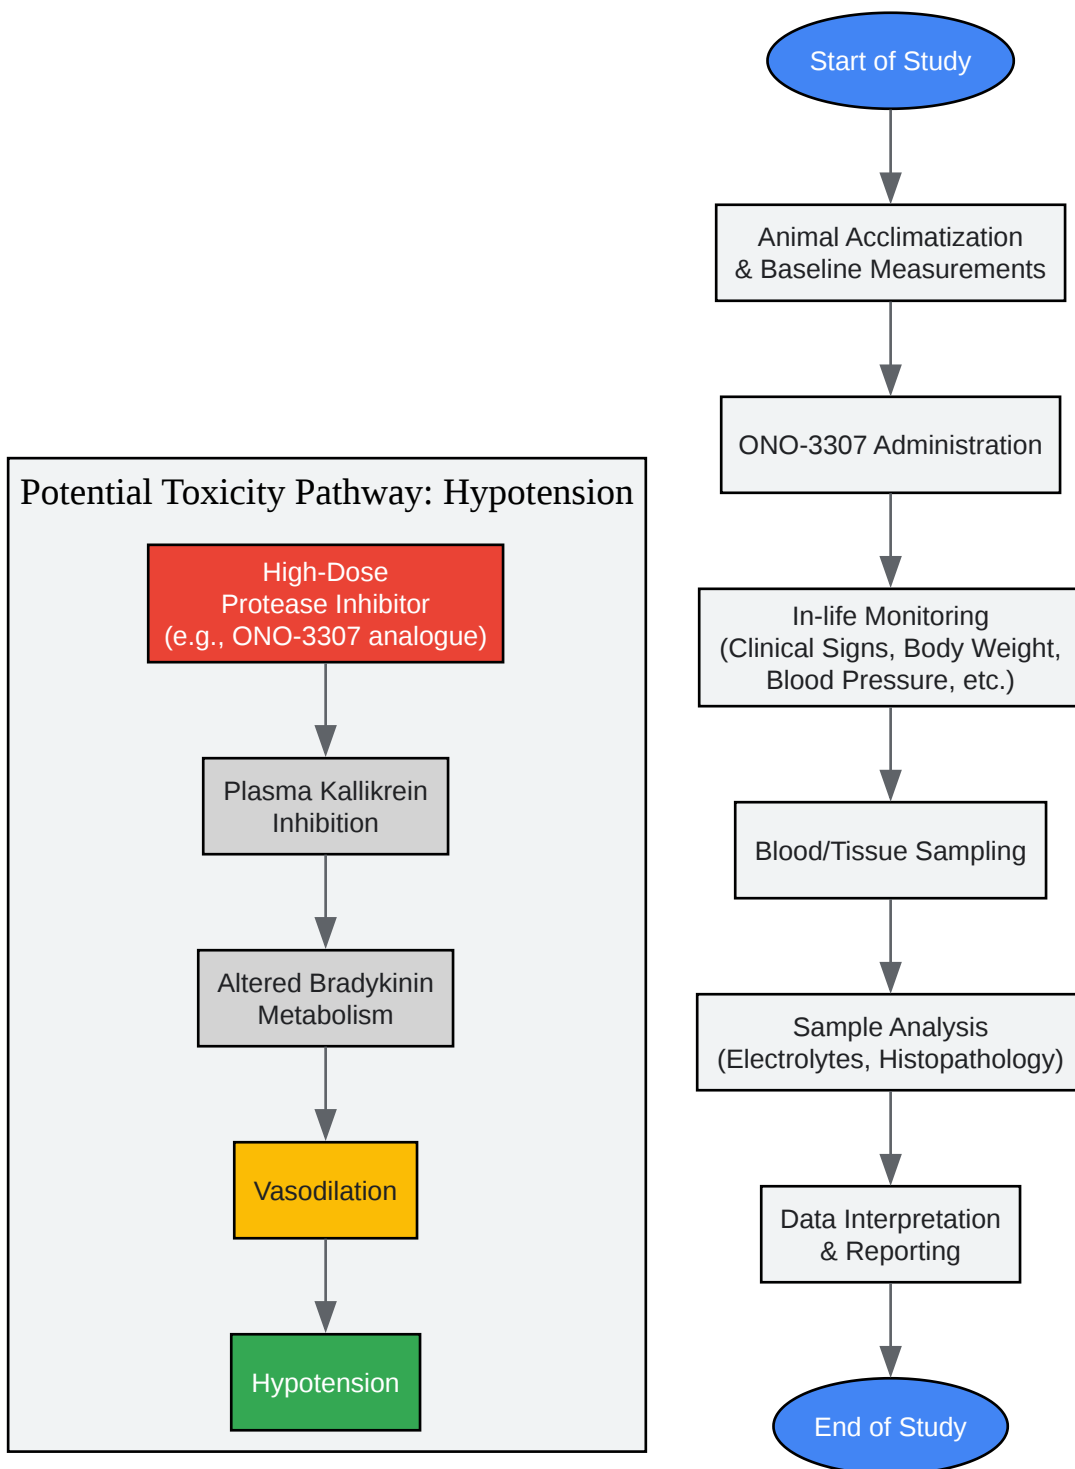 Start of Study
Animal Acclimatization
& Baseline Measurements
ONO-3307 Administration
In-life Monitoring
(Clinical Signs, Body Weight,
Blood Pressure, etc.)
Blood/Tissue Sampling
Sample Analysis
(Electrolytes, Histopathology)
Data Interpretation
& Reporting
End of Study
Potential Toxicity Pathway: Hypotension
High-Dose
Protease Inhibitor
(e.g., ONO-3307 analogue)
Plasma Kallikrein
Inhibition
Altered Bradykinin
Metabolism
Vasodilation
Hypotension